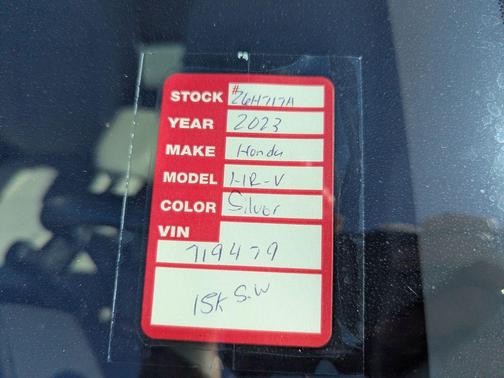 STOCK #26H717A
YEAR 2023
MAKE Honda
MODEL HR-V
COLOR Silver
VIN
719479
15k S.W